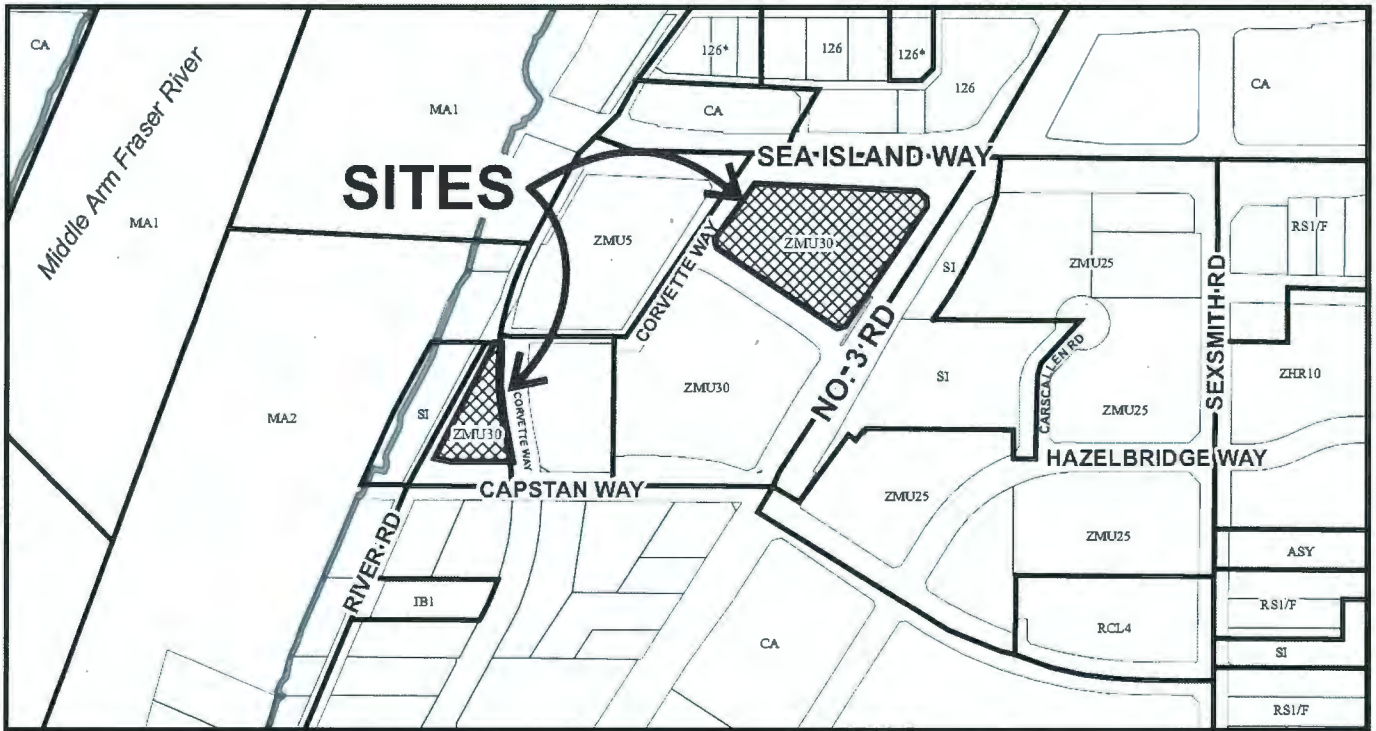 CA
126*
126
126*
126
CA
MA1
CA
SEA ISLAND WAY
SITES
Middle Arm Fraser River
MA1
ZMU5
CORVETTE WAY
ZMU30
SI
ZMU25
RS1/F
SEXSMITH RD
NO. 3 RD
CARSCALLEN RD
SI
ZHR10
MA2
SI
ZMU30
CORVETTE WAY
ZMU30
ZMU25
HAZELBRIDGE WAY
CAPSTAN WAY
ZMU25
RIVER RD
ZMU25
ASY
IB1
RS1/F
RCL4
CA
SI
RS1/F